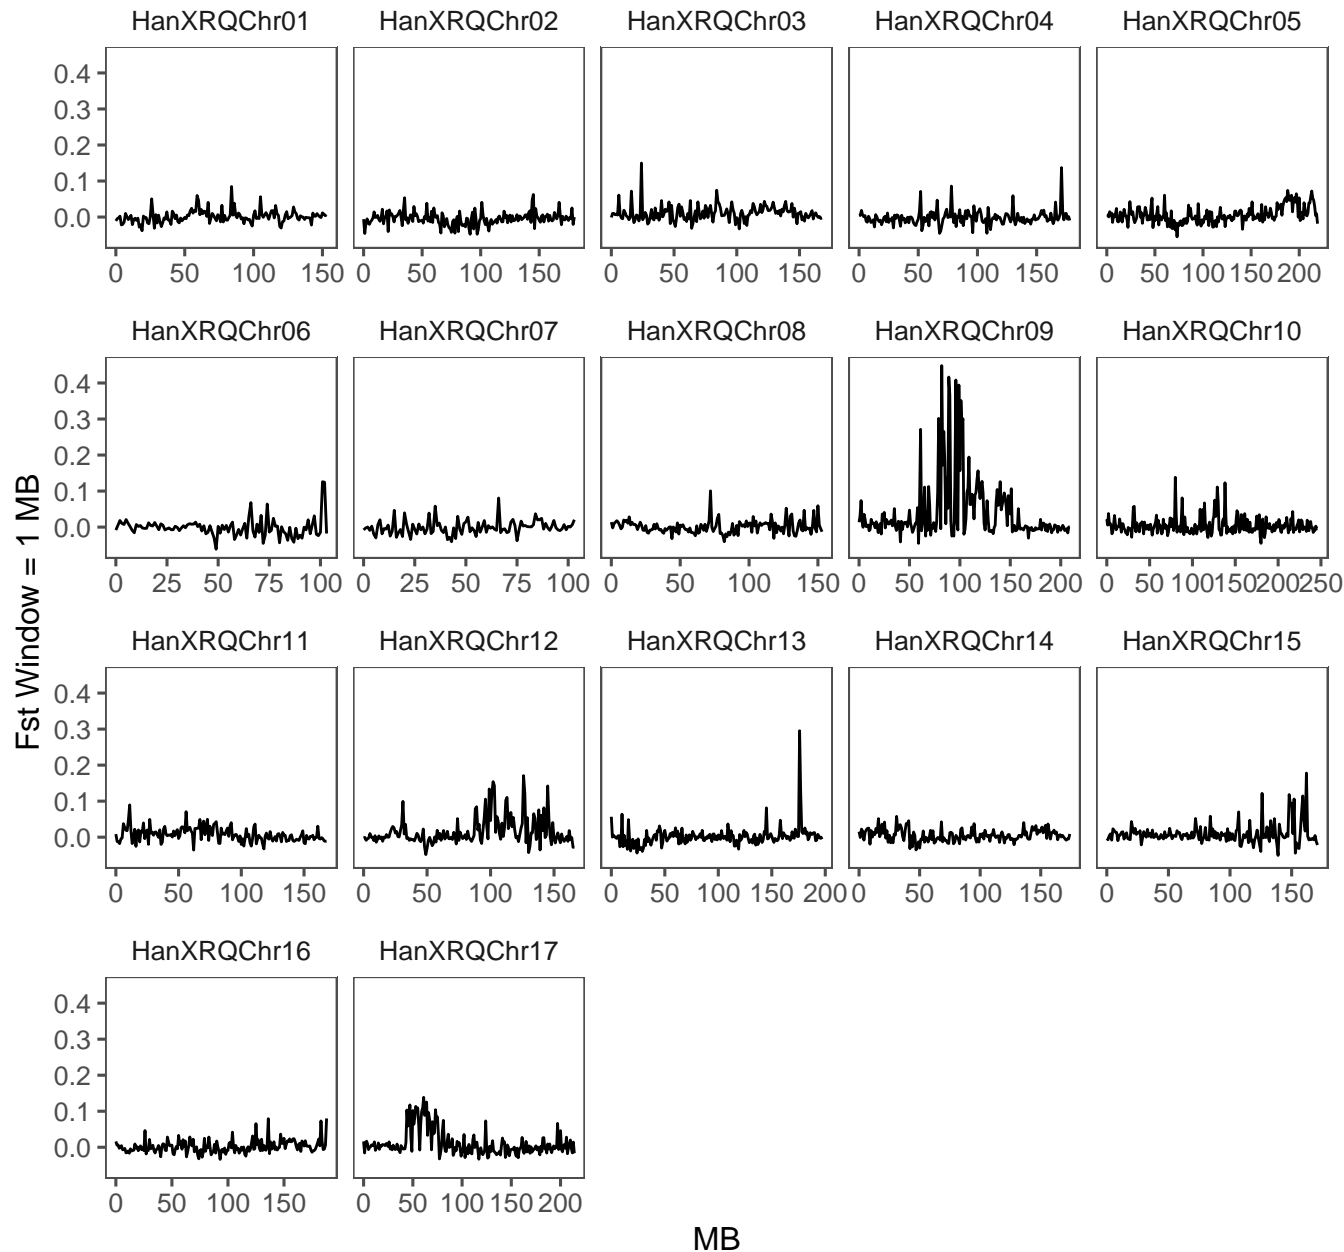 HanXRQChr01 HanXRQChr02 HanXRQChr03 HanXRQChr04 HanXRQChr05
0.4
0.3
0.2
0.1
0.0
0 50 100 150 0 50 100 150 0 50 100 150 0 50 100 150 0 50 100 150 200
HanXRQChr06 HanXRQChr07 HanXRQChr08 HanXRQChr09 HanXRQChr10
0.4
0.3
0.2
0.1
0.0
0 25 50 75 100 0 25 50 75 100 0 50 100 150 0 50 100 150 200 0 50 100 150 200 250
Fst Window = 1 MB
HanXRQChr11 HanXRQChr12 HanXRQChr13 HanXRQChr14 HanXRQChr15
0.4
0.3
0.2
0.1
0.0
0 50 100 150 0 50 100 150 0 50 100 150 200 0 50 100 150 0 50 100 150
HanXRQChr16 HanXRQChr17
0.4
0.3
0.2
0.1
0.0
0 50 100 150 0 50 100 150 200
MB